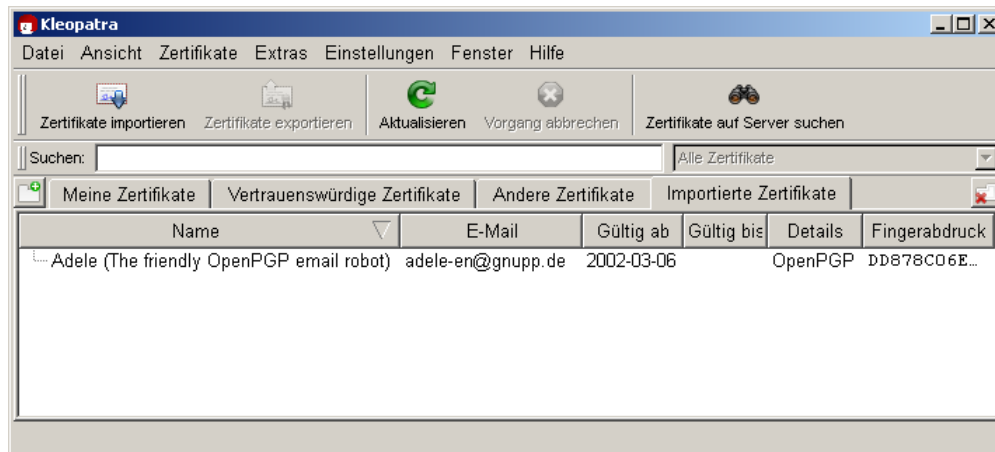 Kleopatra
Datei Ansicht Zertifikate Extras Einstellungen Fenster Hilfe
Zertifikate importieren Zertifikate exportieren Aktualisieren Vorgang abbrechen Zertifikate auf Server suchen
Suchen: Alle Zertifikate
Meine Zertifikate Vertrauenswürdige Zertifikate Andere Zertifikate Importierte Zertifikate
Name E-Mail Gültig ab Gültig bis Details Fingerabdruck
Adele (The friendly OpenPGP email robot) adele-en@gnupp.de 2002-03-06 OpenPGP DD878C06E…